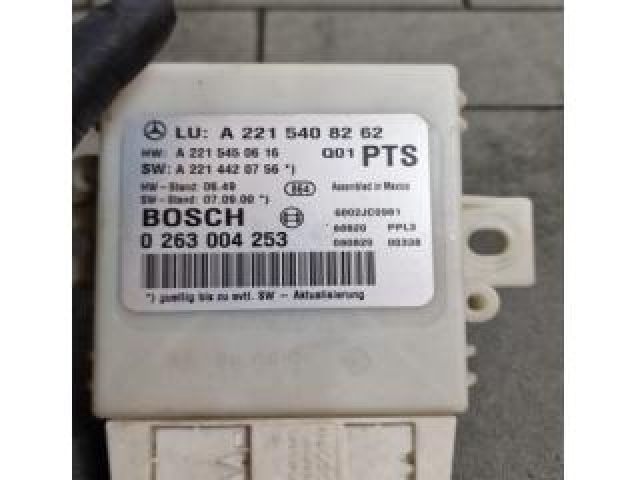 LU: A 221 540 82 62
HW: A 221 545 06 16 Q01 PTS
SW: A 221 442 07 56 *)
HW - Stand: 06.49 Assembled in Mexico
SW - Stand: 07.09.00 *)
BOSCH
0 263 004 253
*) gueltig bis zu evtl. SW - Aktualisierung